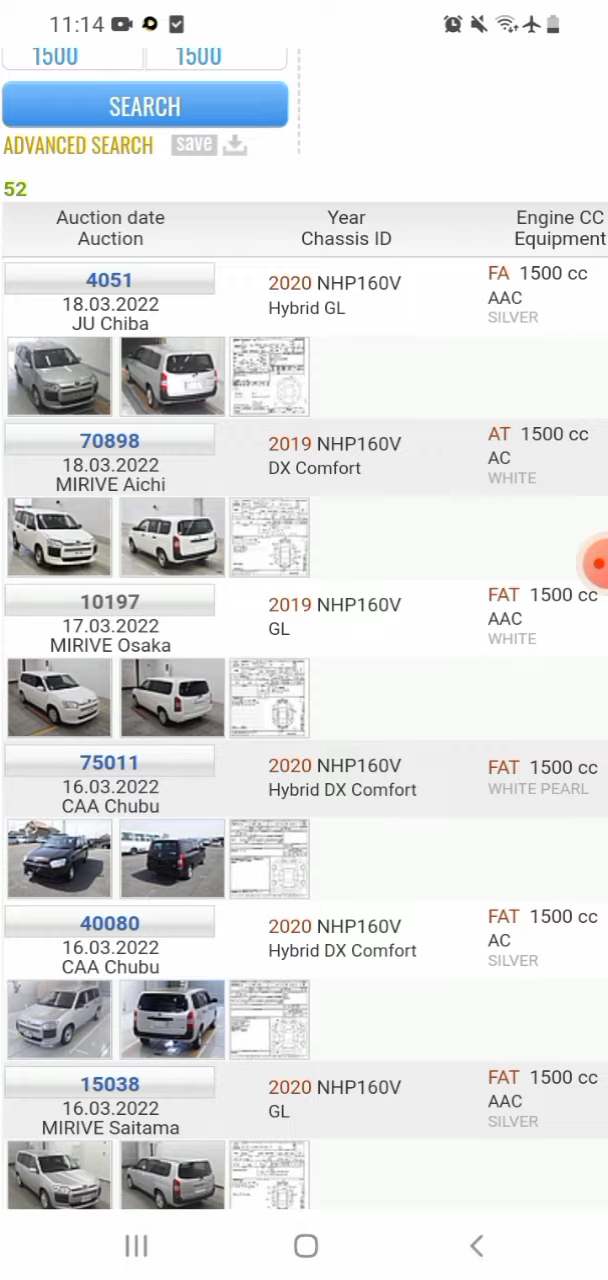 11:14
1500 1500
SEARCH
ADVANCED SEARCH save
52
Auction date Year Engine CC
Auction Chassis ID Equipment
4051 2020 NHP160V FA 1500 cc
18.03.2022 Hybrid GL AAC
JU Chiba SILVER
70898 2019 NHP160V AT 1500 cc
18.03.2022 DX Comfort AC
MIRIVE Aichi WHITE
10197 2019 NHP160V FAT 1500 cc
17.03.2022 GL AAC
MIRIVE Osaka WHITE
75011 2020 NHP160V FAT 1500 cc
16.03.2022 Hybrid DX Comfort WHITE PEARL
CAA Chubu
40080 2020 NHP160V FAT 1500 cc
16.03.2022 Hybrid DX Comfort AC
CAA Chubu SILVER
15038 2020 NHP160V FAT 1500 cc
16.03.2022 GL AAC
MIRIVE Saitama SILVER